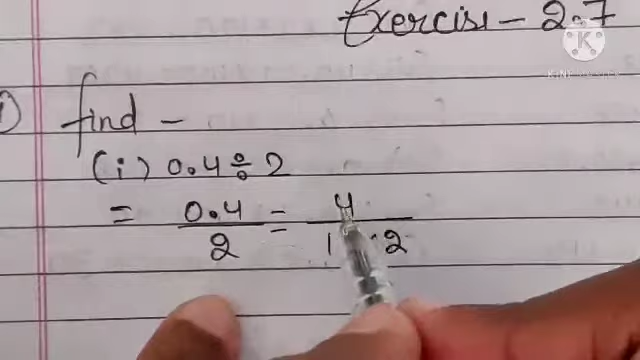 Exercise - 2.7
1) find -
(i) 0.4 ÷ 2
= 0.4/2 = 4/1 2